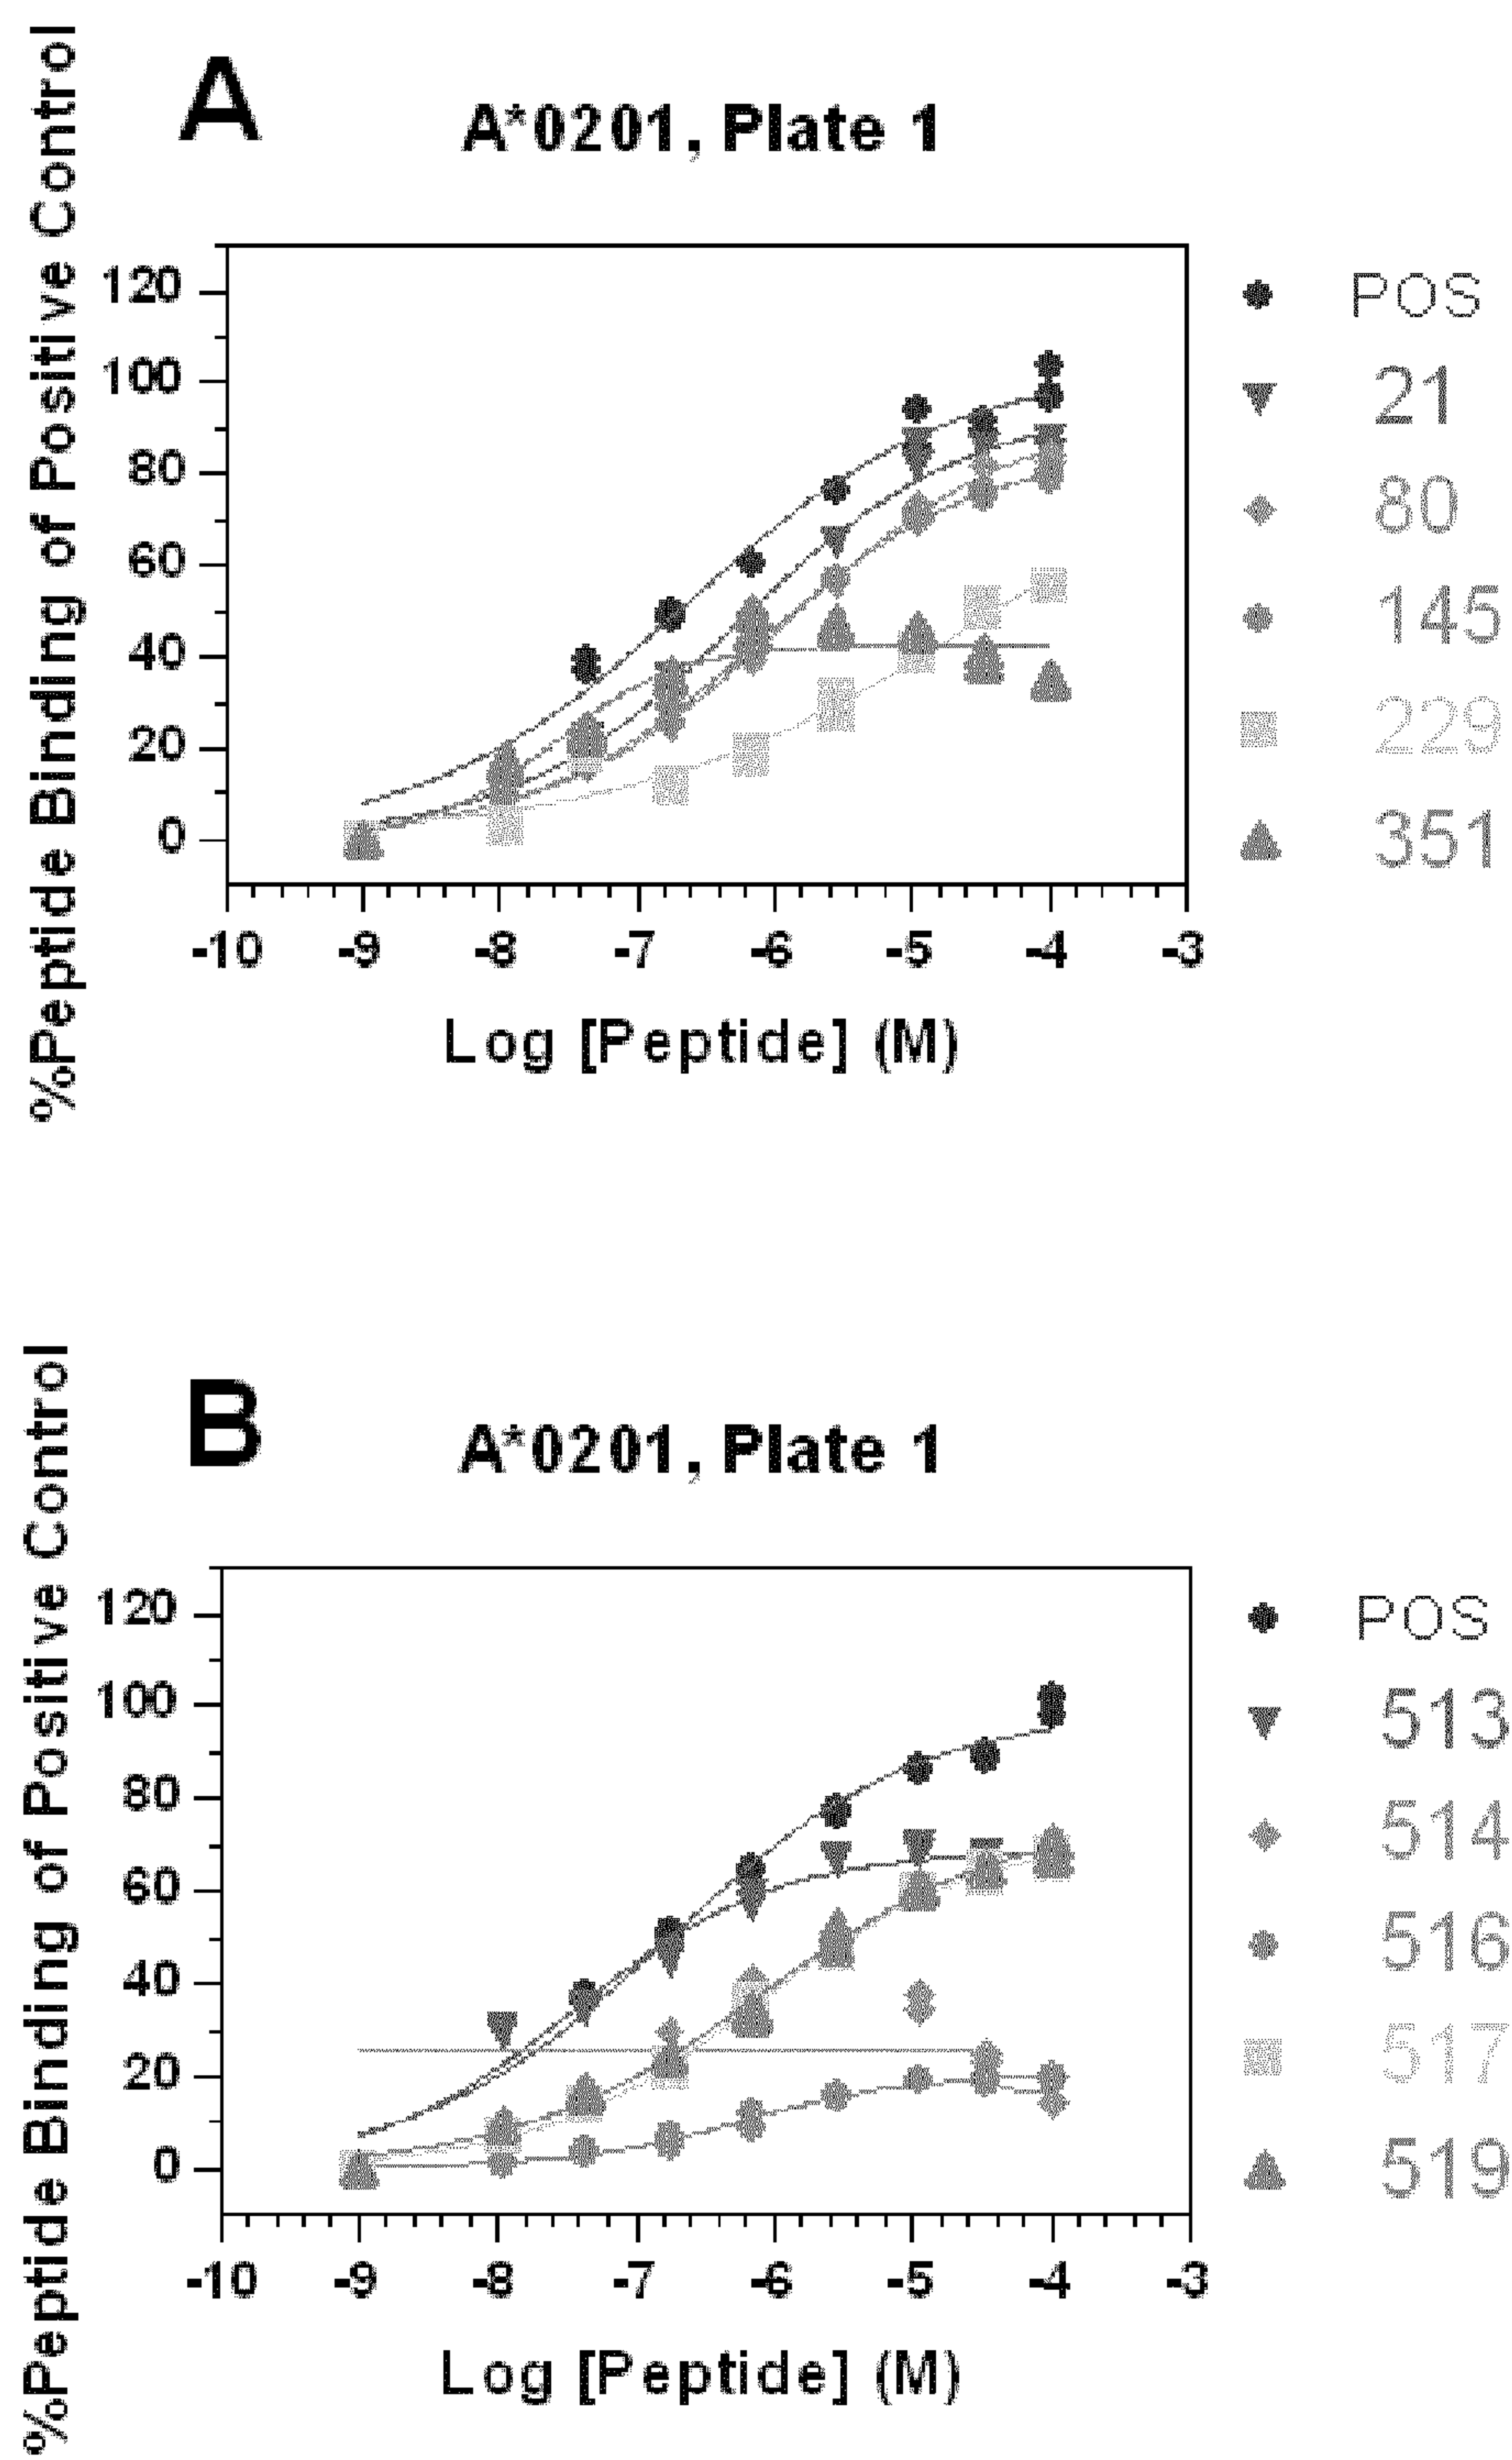 A
A*0201, Plate 1
%Peptide Binding of Positive Control
120
100
80
60
40
20
0
-10 -9 -8 -7 -6 -5 -4 -3
Log [Peptide] (M)
POS
21
80
145
229
351
B
A*0201, Plate 1
%Peptide Binding of Positive Control
120
100
80
60
40
20
0
-10 -9 -8 -7 -6 -5 -4 -3
Log [Peptide] (M)
POS
513
514
516
517
519